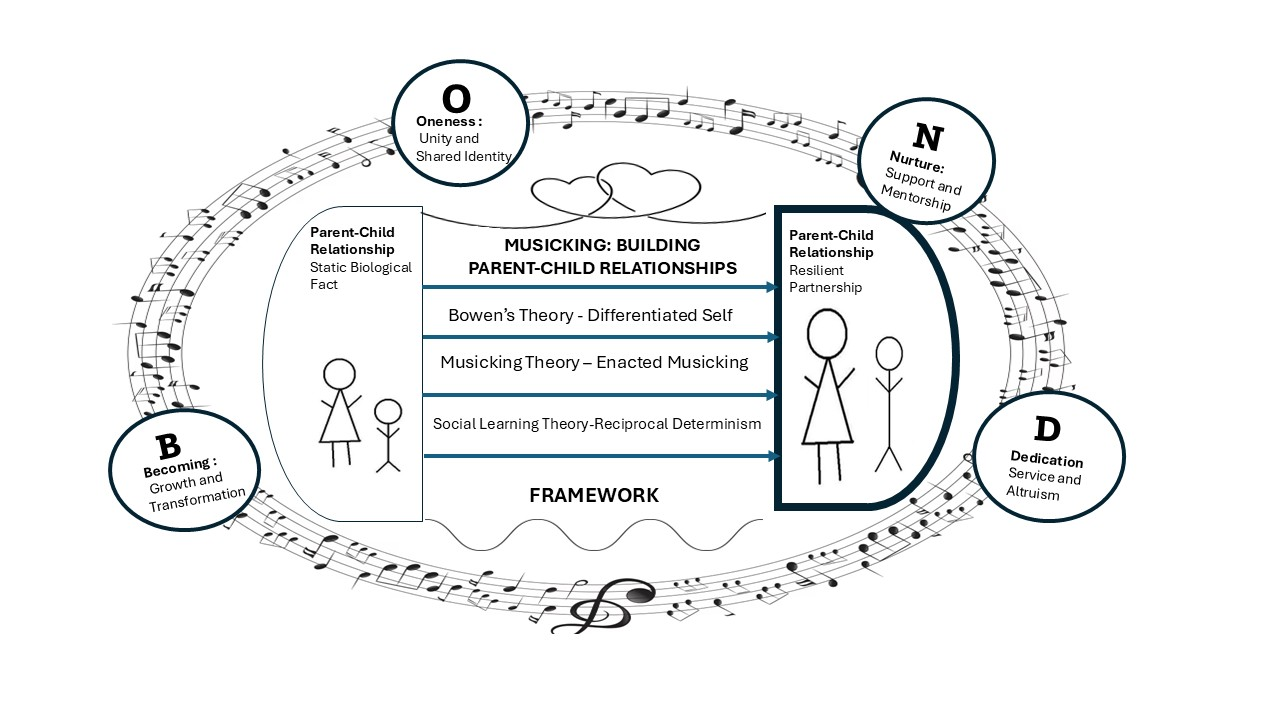 O
Oneness :
Unity and
Shared Identity
N
Nurture:
Support and
Mentorship
Parent-Child
Relationship
Static Biological
Fact
MUSICKING: BUILDING
PARENT-CHILD RELATIONSHIPS
Bowen’s Theory - Differentiated Self
Musicking Theory – Enacted Musicking
Social Learning Theory-Reciprocal Determinism
FRAMEWORK
Parent-Child
Relationship
Resilient
Partnership
B
Becoming :
Growth and
Transformation
D
Dedication
Service and
Altruism